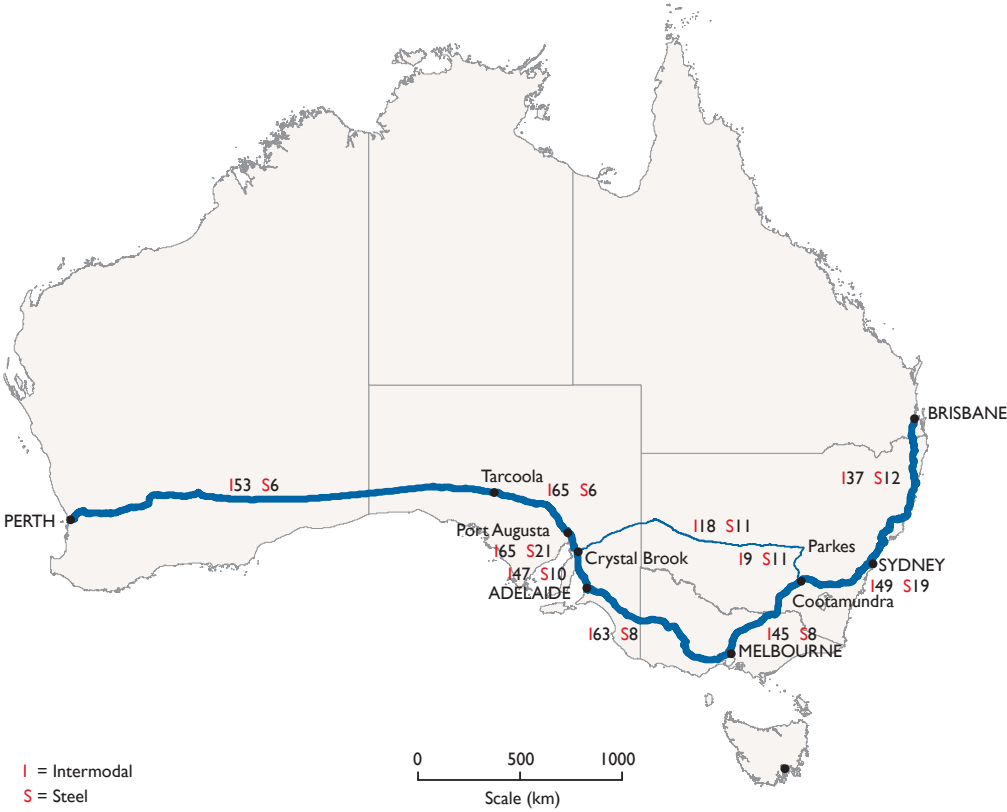 BRISBANE
I37 S12
Tarcoola
I53 S6
I65 S6
PERTH
I18 S11
Port Augusta
I65 S21
Parkes
Crystal Brook
I9 S11
SYDNEY
I47 S10
I49 S19
ADELAIDE
Cootamundra
I63 S8
I45 S8
MELBOURNE
0 500 1000
Scale (km)
I = Intermodal
S = Steel